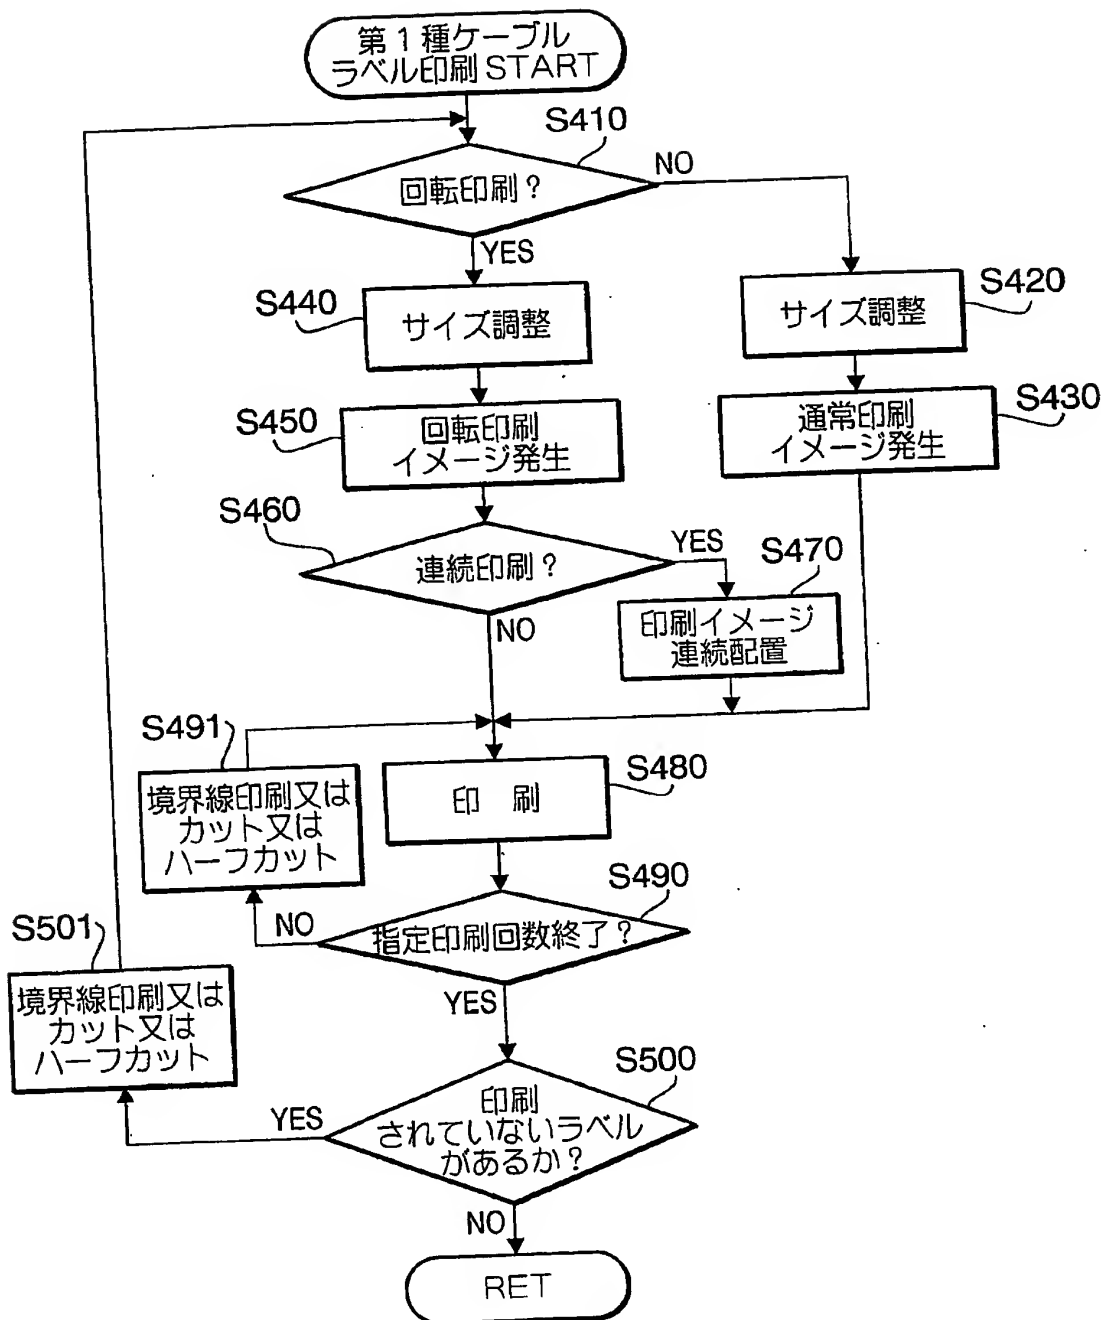 第1種ケーブル
ラベル印刷START
S410
回転印刷?
NO
YES
S440
サイズ調整
S420
サイズ調整
S450
回転印刷
イメージ発生
S430
通常印刷
イメージ発生
S460
連続印刷?
YES
S470
印刷イメージ
連続配置
NO
S491
境界線印刷又は
カット又は
ハーフカット
S480
印 刷
S490
指定印刷回数終了?
NO
YES
S501
境界線印刷又は
カット又は
ハーフカット
S500
印刷
されていないラベル
があるか?
YES
NO
RET